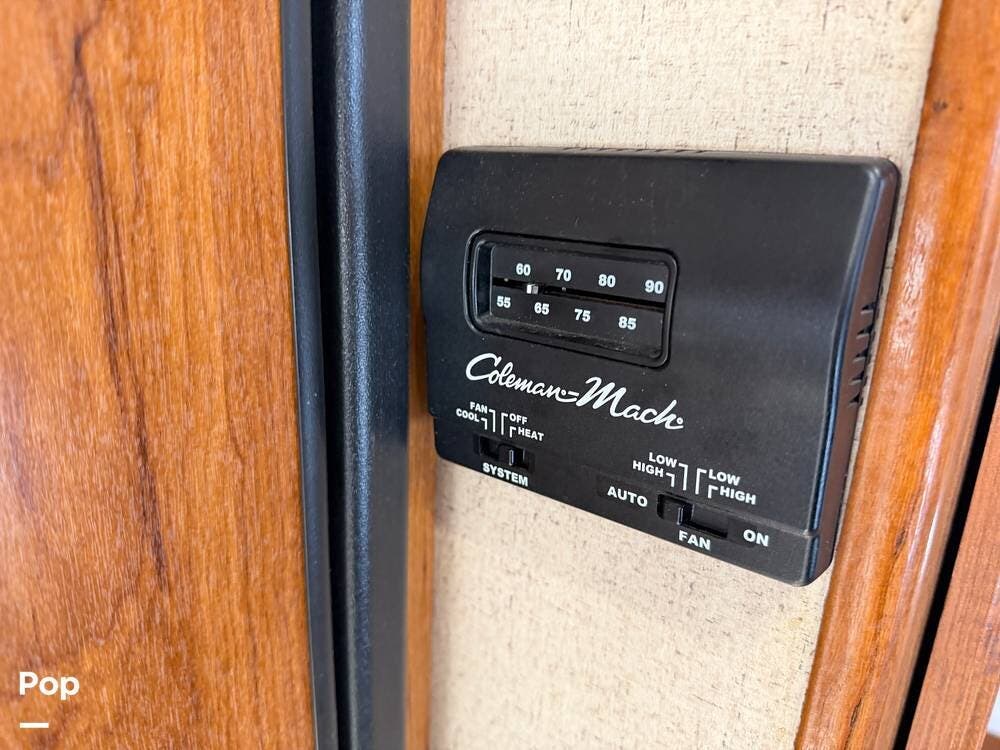 60 70 80 90
55 65 75 85
Coleman-Mach
FAN OFF
COOL HEAT
SYSTEM
LOW LOW
HIGH HIGH
AUTO ON
FAN
Pop